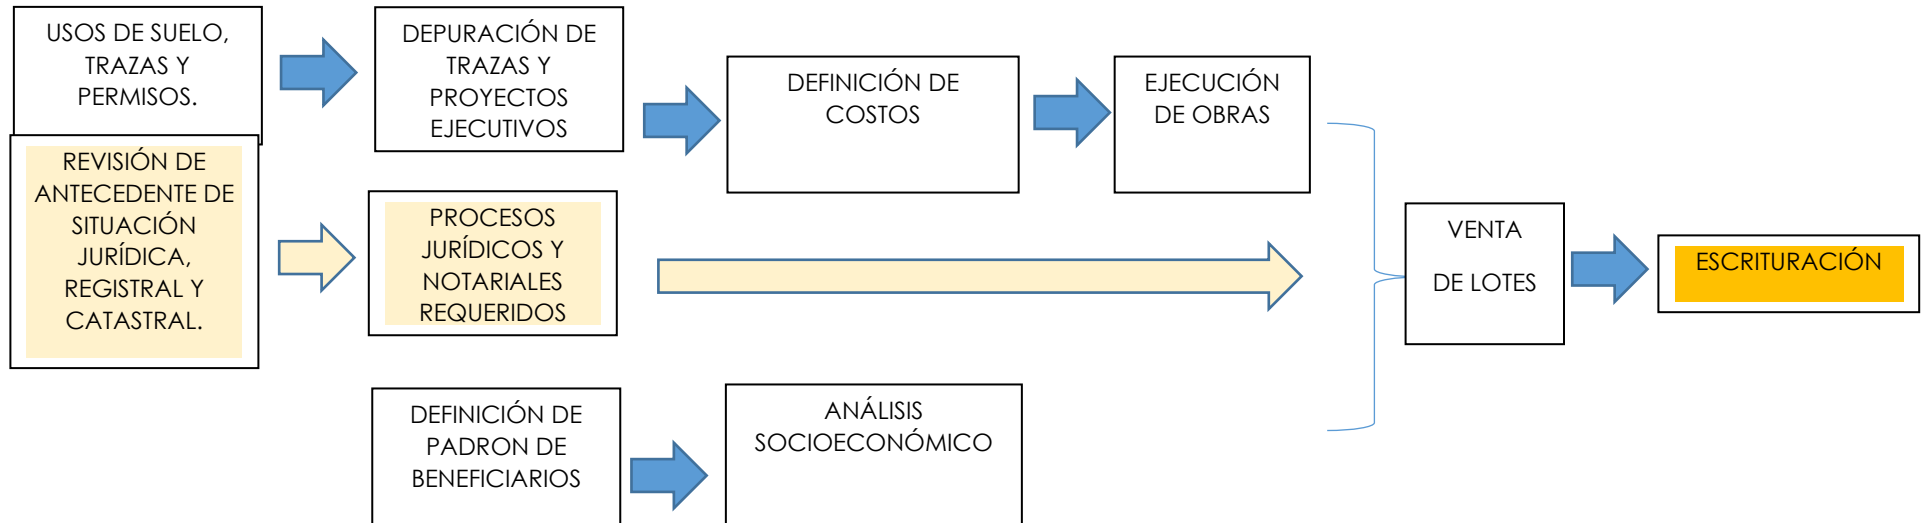 USOS DE SUELO,
TRAZAS Y
PERMISOS.
DEPURACIÓN DE
TRAZAS Y
PROYECTOS
EJECUTIVOS
DEFINICIÓN DE
COSTOS
EJECUCIÓN
DE OBRAS
REVISIÓN DE
ANTECEDENTE DE
SITUACIÓN
JURÍDICA,
REGISTRAL Y
CATASTRAL.
PROCESOS
JURÍDICOS Y
NOTARIALES
REQUERIDOS
VENTA
DE LOTES
ESCRITURACIÓN
DEFINICIÓN DE
PADRON DE
BENEFICIARIOS
ANÁLISIS
SOCIOECONÓMICO